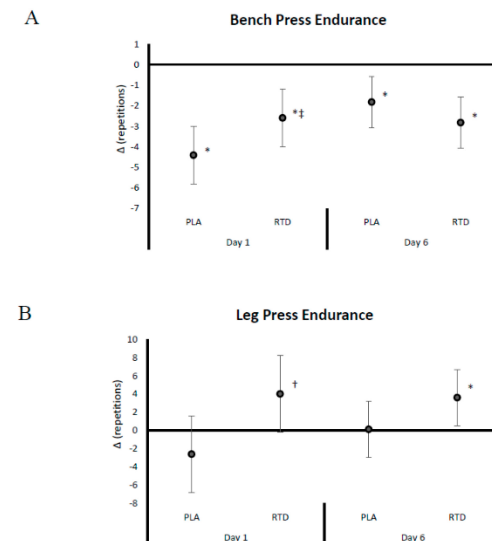 A
Bench Press Endurance
1
0
-1
-2
-3
-4
-5
-6
-7
Δ (repetitions)
*
*‡
*
*
PLA RTD PLA RTD
Day 1 Day 6
B
Leg Press Endurance
10
8
6
4
2
0
-2
-4
-6
-8
Δ (repetitions)
†
*
PLA RTD PLA RTD
Day 1 Day 6